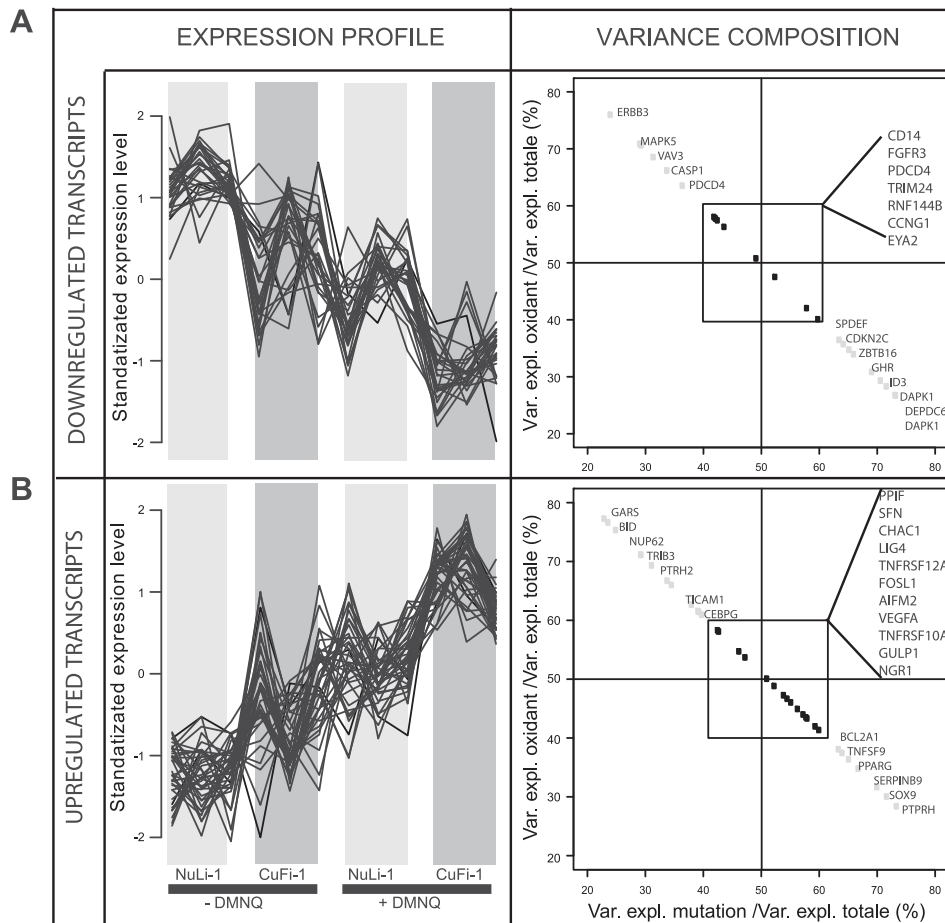 A
EXPRESSION PROFILE
VARIANCE COMPOSITION
DOWNREGULATED TRANSCRIPTS
Standatizated expression level
2
1
0
-1
-2
Var. expl. oxidant /Var. expl. totale (%)
80
70
60
50
40
30
20
ERBB3
MAPK5
VAV3
CASP1
PDCD4
CD14
FGFR3
PDCD4
TRIM24
RNF144B
CCNG1
EYA2
SPDEF
CDKN2C
ZBTB16
GHR
ID3
DAPK1
DEPDC6
DAPK1
20 30 40 50 60 70 80
B
UPREGULATED TRANSCRIPTS
Standatizated expression level
2
1
0
-1
-2
NuLi-1 CuFi-1 NuLi-1 CuFi-1
- DMNQ + DMNQ
Var. expl. oxidant /Var. expl. totale (%)
80
70
60
50
40
30
20
GARS
BID
NUP62
TRIB3
PTRH2
TICAM1
CEBPG
PPIF
SFN
CHAC1
LIG4
TNFRSF12A
FOSL1
AIFM2
VEGFA
TNFRSF10A
GULP1
NGR1
BCL2A1
TNFSF9
PPARG
SERPINB9
SOX9
PTPRH
20 30 40 50 60 70 80
Var. expl. mutation /Var. expl. totale (%)